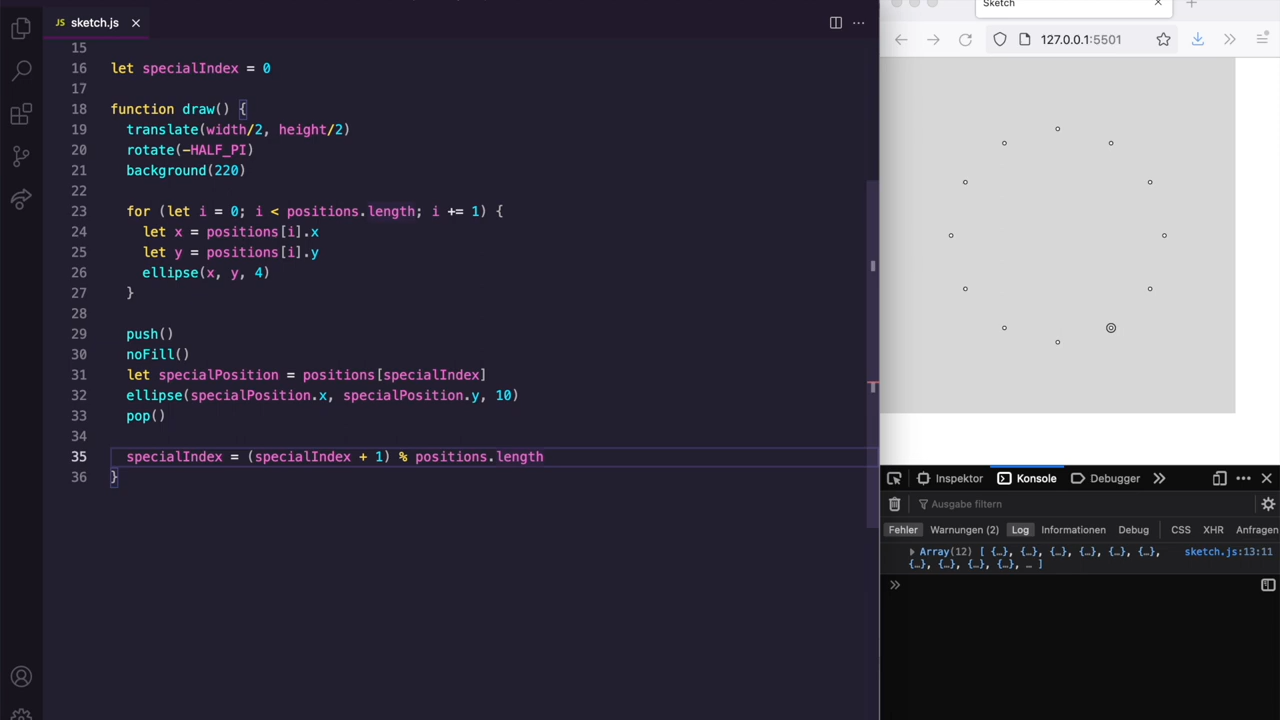 JS sketch.js
15
16 let specialIndex = 0
17
18 function draw() {
19 translate(width/2, height/2)
20 rotate(-HALF_PI)
21 background(220)
22
23 for (let i = 0; i < positions.length; i += 1) {
24 let x = positions[i].x
25 let y = positions[i].y
26 ellipse(x, y, 4)
27 }
28
29 push()
30 noFill()
31 let specialPosition = positions[specialIndex]
32 ellipse(specialPosition.x, specialPosition.y, 10)
33 pop()
34
35 specialIndex = (specialIndex + 1) % positions.length
36 }
Sketch
127.0.0.1:5501
Inspektor Konsole Debugger
Ausgabe filtern
Fehler Warnungen (2) Log Informationen Debug CSS XHR Anfragen
Array(12) [ {…}, {…}, {…}, {…}, {…}, {…}, sketch.js:13:11
{…}, {…}, {…}, {…}, … ]